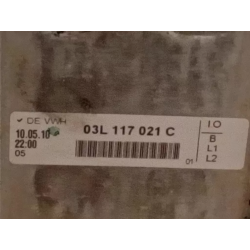 ✓ DE VWH
10.05.10
22:00
05
03L 117 021 C
01
IO
B
L1
L2